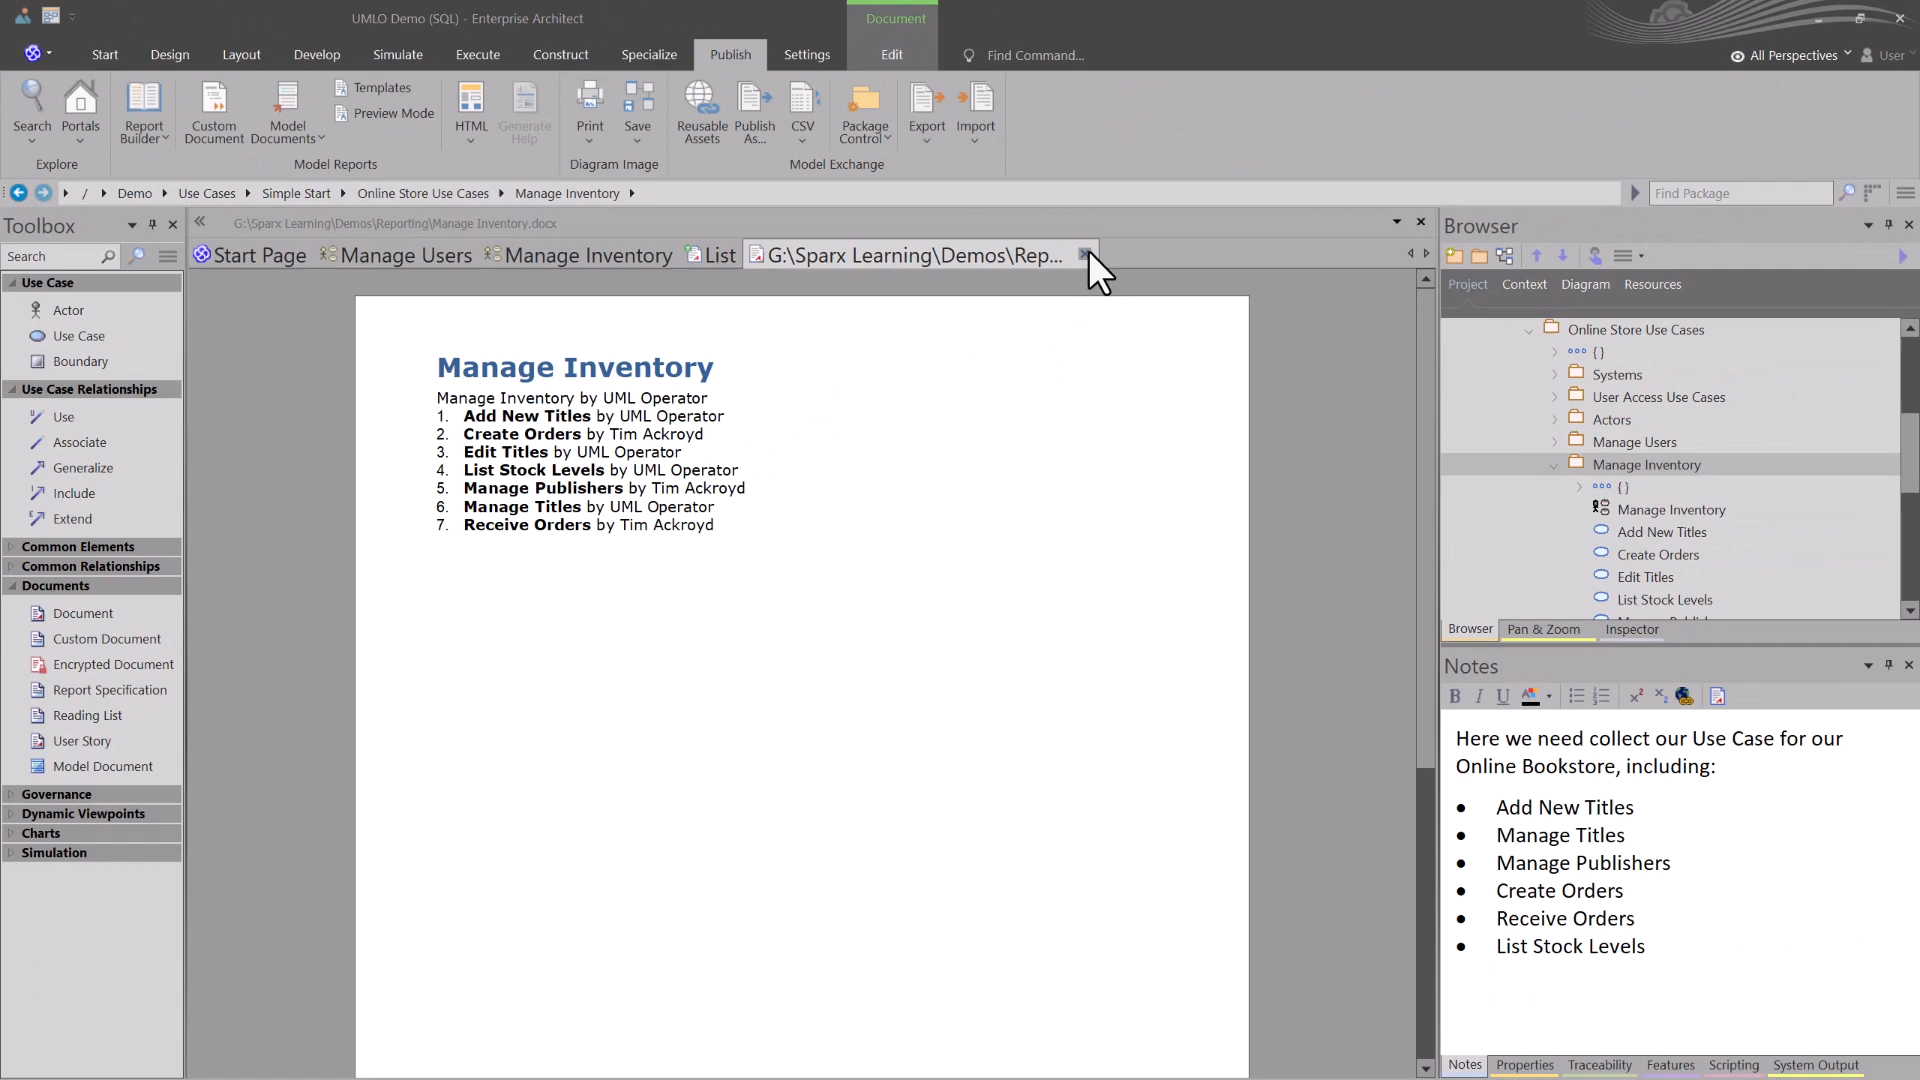 UMLO Demo (SQL) - Enterprise Architect
Document
Start
Design
Layout
Develop
Simulate
Execute
Construct
Specialize
Publish
Settings
Edit
Find Command...
All Perspectives
User
Search
Portals
Explore
Report Builder
Custom Document
Model Documents
Templates
Preview Mode
Model Reports
HTML
Generate Help
Print
Save
Diagram Image
Reusable Assets
Publish As...
CSV
Package Control
Export
Import
Model Exchange
/
Demo
Use Cases
Simple Start
Online Store Use Cases
Manage Inventory
Find Package
Toolbox
Search
Use Case
Actor
Use Case
Boundary
Use Case Relationships
Use
Associate
Generalize
Include
Extend
Common Elements
Common Relationships
Documents
Document
Custom Document
Encrypted Document
Report Specification
Reading List
User Story
Model Document
Governance
Dynamic Viewpoints
Charts
Simulation
G:\Sparx Learning\Demos\Reporting\Manage Inventory.docx
Start Page
Manage Users
Manage Inventory
List
G:\Sparx Learning\Demos\Rep...
Manage Inventory
Manage Inventory by UML Operator
1. Add New Titles by UML Operator
2. Create Orders by Tim Ackroyd
3. Edit Titles by UML Operator
4. List Stock Levels by UML Operator
5. Manage Publishers by Tim Ackroyd
6. Manage Titles by UML Operator
7. Receive Orders by Tim Ackroyd
Browser
Project
Context
Diagram
Resources
Online Store Use Cases
{ }
Systems
User Access Use Cases
Actors
Manage Users
Manage Inventory
{ }
Manage Inventory
Add New Titles
Create Orders
Edit Titles
List Stock Levels
Browser
Pan & Zoom
Inspector
Notes
B I U
Here we need collect our Use Case for our
Online Bookstore, including:
• Add New Titles
• Manage Titles
• Manage Publishers
• Create Orders
• Receive Orders
• List Stock Levels
Notes
Properties
Traceability
Features
Scripting
System Output